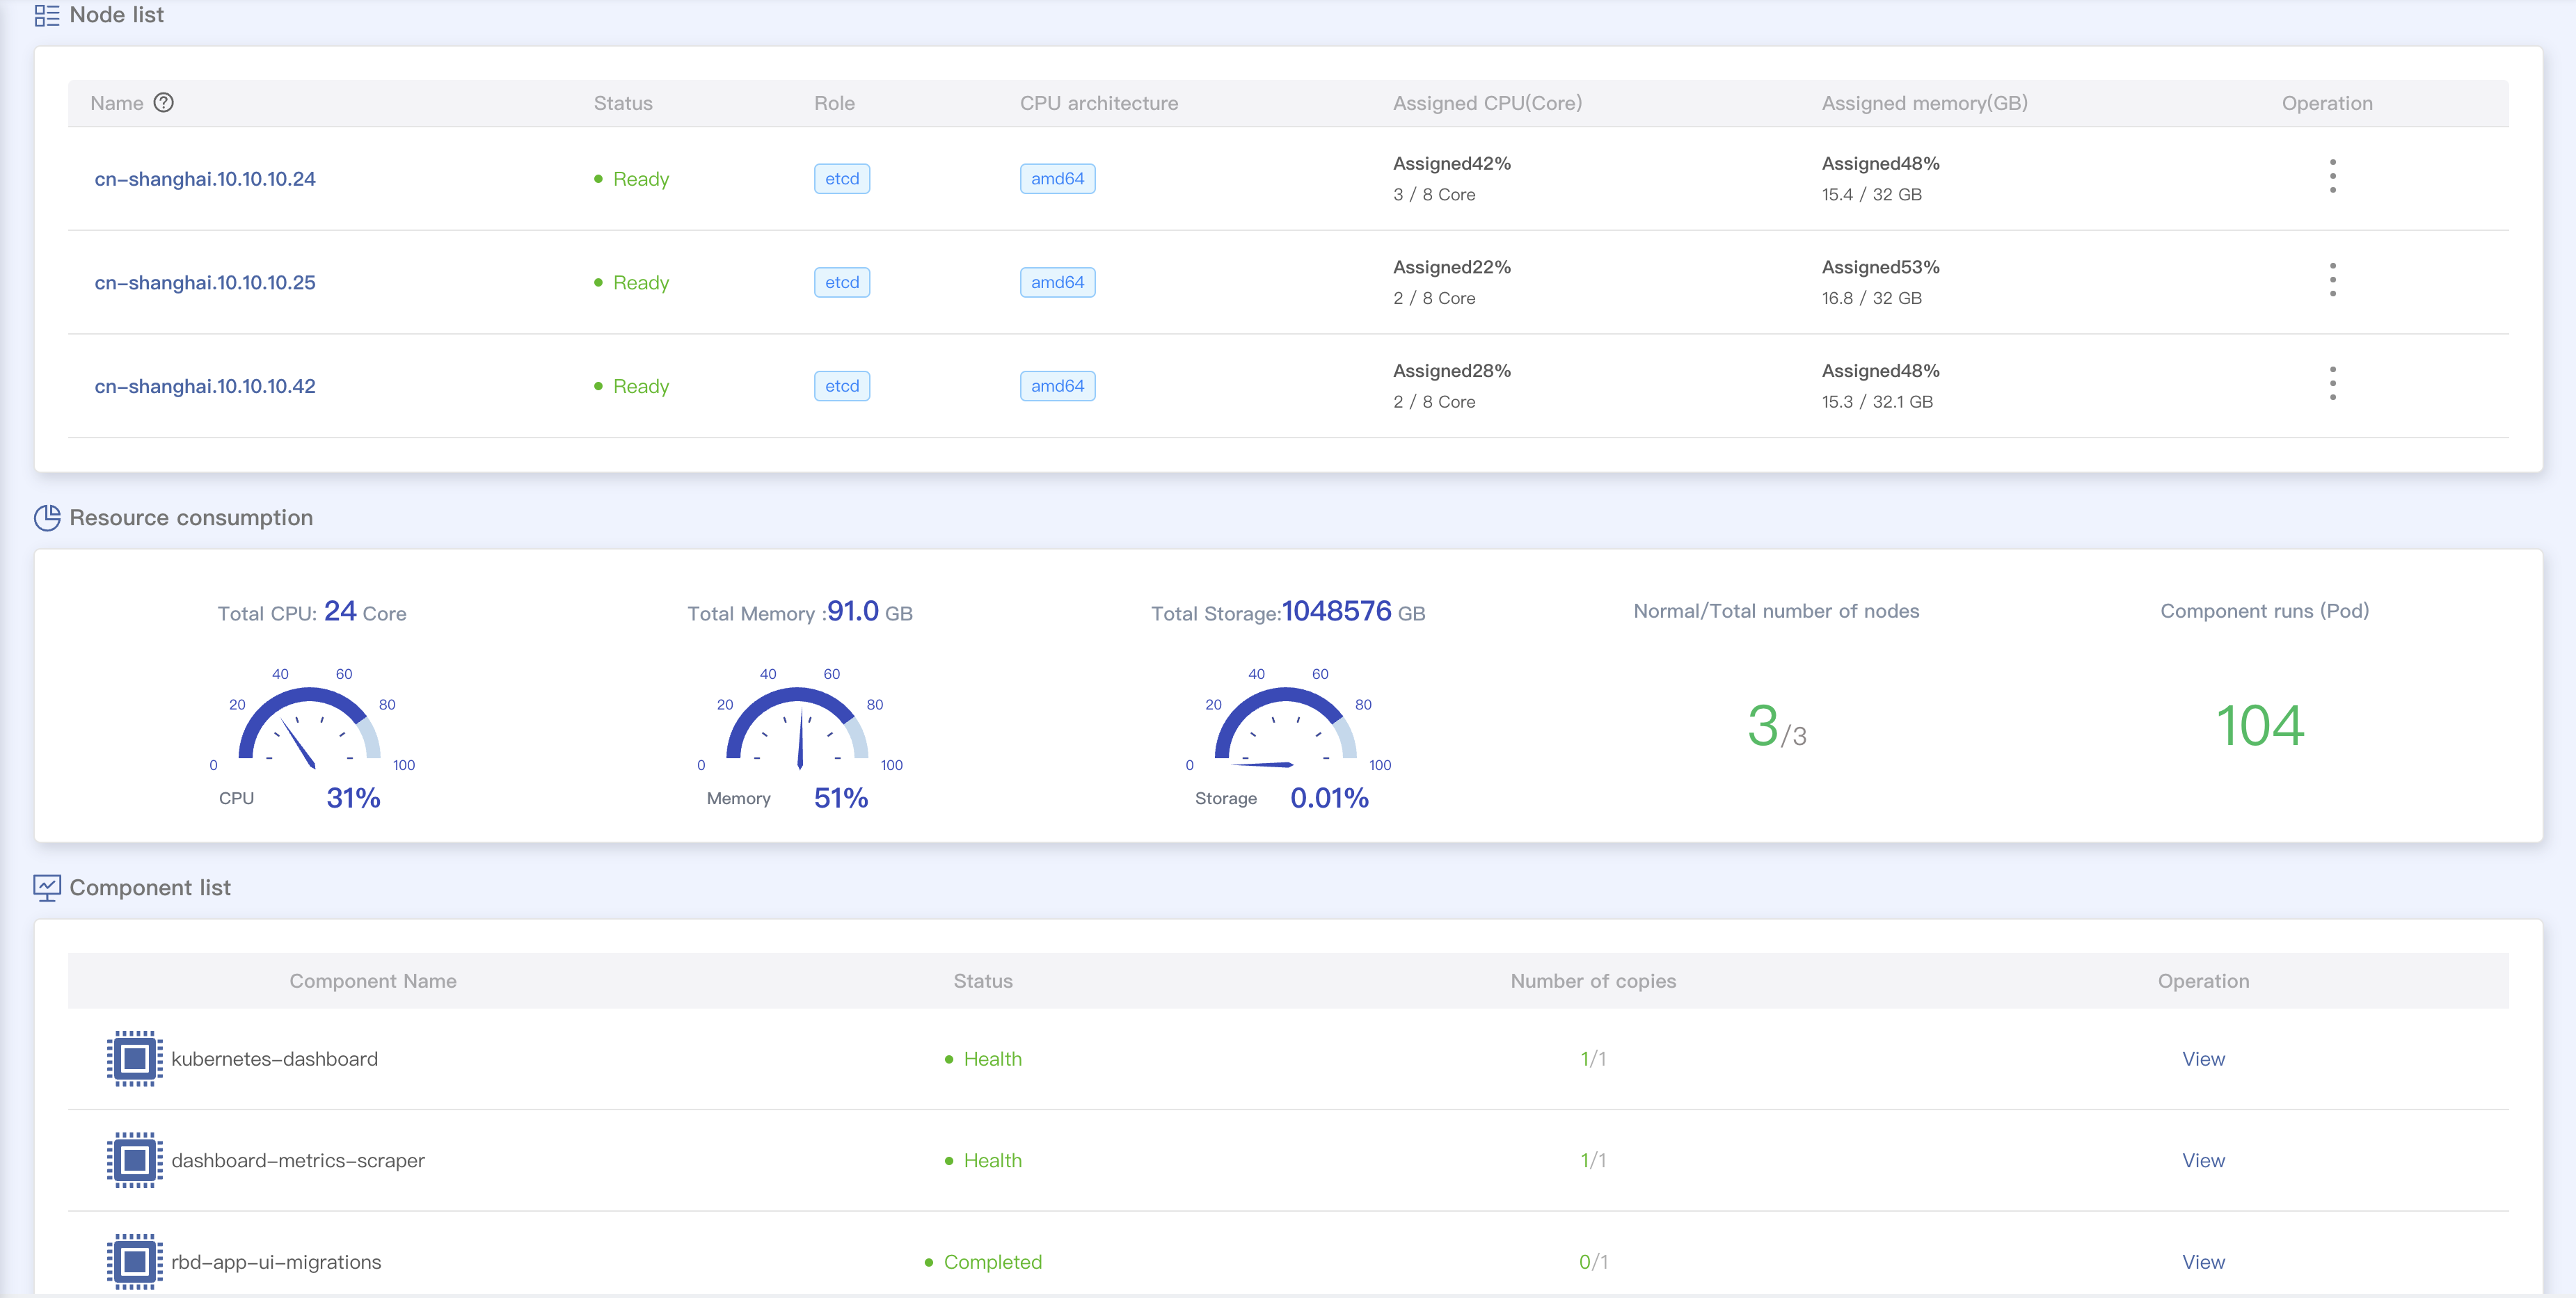 Node list
Name ? Status Role CPU architecture Assigned CPU(Core) Assigned memory(GB) Operation
cn-shanghai.10.10.10.24 Ready etcd amd64 Assigned42% Assigned48%
3 / 8 Core 15.4 / 32 GB
cn-shanghai.10.10.10.25 Ready etcd amd64 Assigned22% Assigned53%
2 / 8 Core 16.8 / 32 GB
cn-shanghai.10.10.10.42 Ready etcd amd64 Assigned28% Assigned48%
2 / 8 Core 15.3 / 32.1 GB
Resource consumption
Total CPU: 24 Core
0 20 40 60 80 100
CPU 31%
Total Memory :91.0 GB
0 20 40 60 80 100
Memory 51%
Total Storage:1048576 GB
0 20 40 60 80 100
Storage 0.01%
Normal/Total number of nodes
3/3
Component runs (Pod)
104
Component list
Component Name Status Number of copies Operation
kubernetes-dashboard Health 1/1 View
dashboard-metrics-scraper Health 1/1 View
rbd-app-ui-migrations Completed 0/1 View